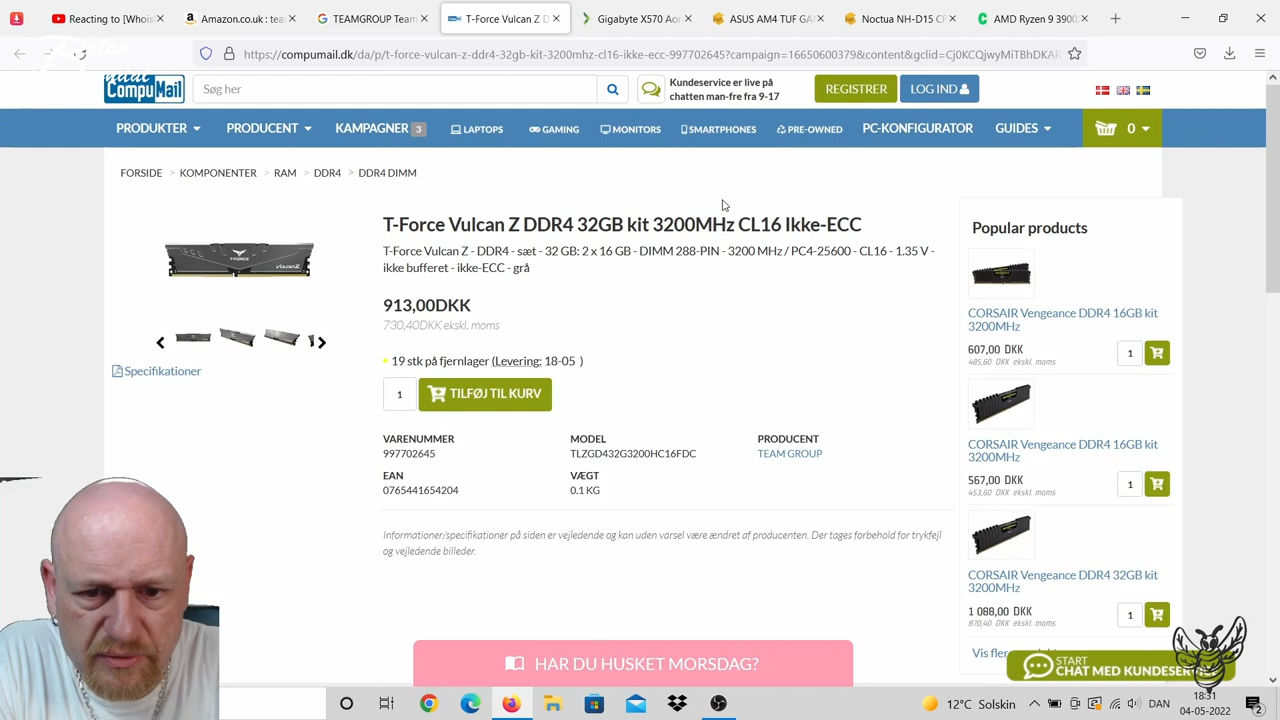 Reacting to [Whois
Amazon.co.uk : team
TEAMGROUP Team
T-Force Vulcan Z D
Gigabyte X570 Aor
ASUS AM4 TUF GA
Noctua NH-D15 CP
AMD Ryzen 9 3900
https://compumail.dk/da/p/t-force-vulcan-z-ddr4-32gb-kit-3200mhz-cl16-ikke-ecc-997702645?campaign=16650600379&content&gclid=Cj0KCQjwyMiTBhDKAR
CompuMail
Søg her
Kundeservice er live på
chatten man-fre fra 9-17
REGISTRER
LOG IND
PRODUKTER
PRODUCENT
KAMPAGNER 3
LAPTOPS
GAMING
MONITORS
SMARTPHONES
PRE-OWNED
PC-KONFIGURATOR
GUIDES
0
FORSIDE > KOMPONENTER > RAM > DDR4 > DDR4 DIMM
T-Force Vulcan Z DDR4 32GB kit 3200MHz CL16 Ikke-ECC
T-Force Vulcan Z - DDR4 - sæt - 32 GB: 2 x 16 GB - DIMM 288-PIN - 3200 MHz / PC4-25600 - CL16 - 1.35 V -
ikke bufferet - ikke-ECC - grå
913,00DKK
730,40DKK ekskl. moms
19 stk på fjernlager (Levering: 18-05 )
1
TILFØJ TIL KURV
Specifikationer
VARENUMMER
997702645
MODEL
TLZGD432G3200HC16FDC
PRODUCENT
TEAM GROUP
EAN
0765441654204
VÆGT
0.1 KG
Informationer/specifikationer på siden er vejledende og kan uden varsel være ændret af producenten. Der tages forbehold for trykfejl
og vejledende billeder.
HAR DU HUSKET MORSDAG?
Popular products
CORSAIR Vengeance DDR4 16GB kit
3200MHz
607,00 DKK
485,60 DKK ekskl. moms
1
CORSAIR Vengeance DDR4 16GB kit
3200MHz
567,00 DKK
453,60 DKK ekskl. moms
1
CORSAIR Vengeance DDR4 32GB kit
3200MHz
1 088,00 DKK
870,40 DKK ekskl. moms
1
Vis fler
START
CHAT MED KUNDESERV
12°C Solskin
DAN
18:31
04-05-2022
2